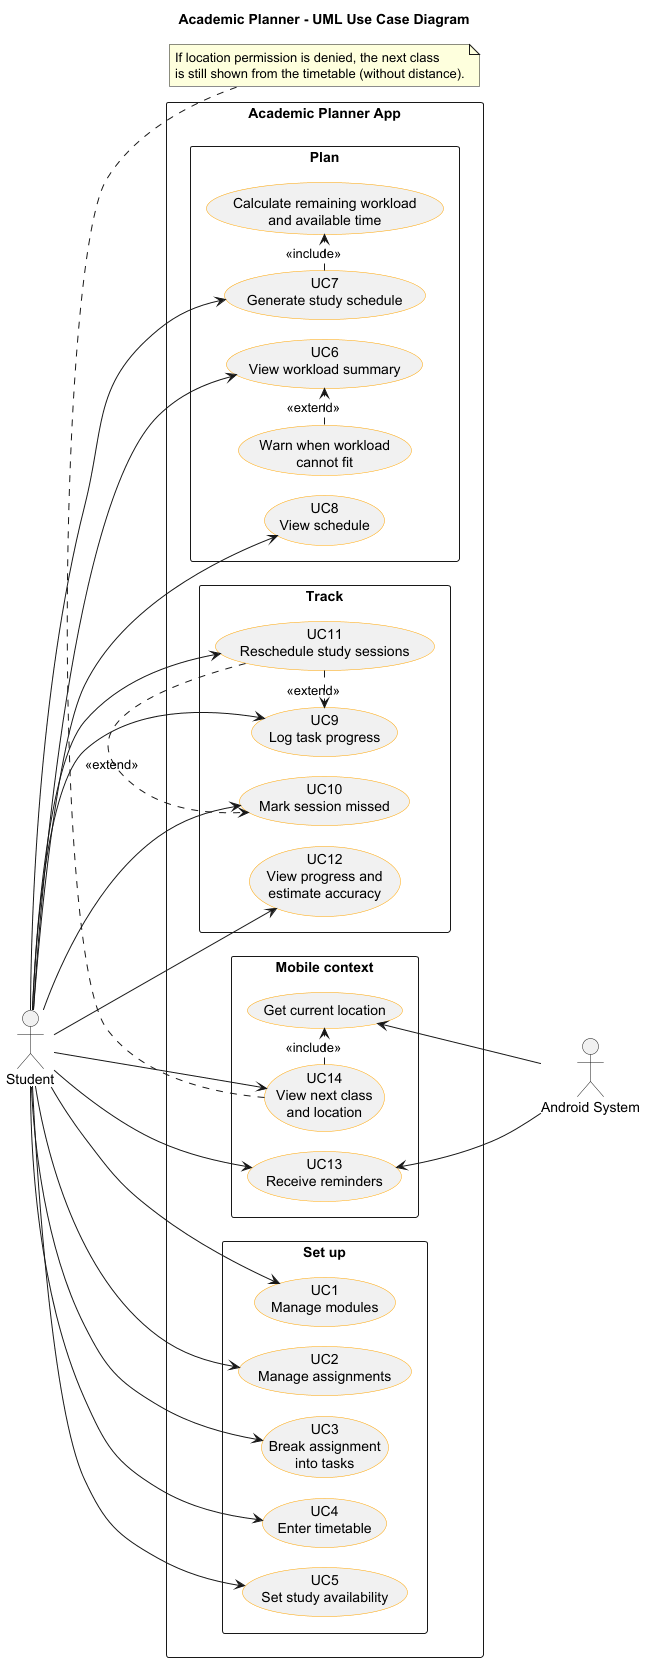 Academic Planner - UML Use Case Diagram
If location permission is denied, the next class
is still shown from the timetable (without distance).
Academic Planner App
Plan
Calculate remaining workload
and available time
«include»
UC7
Generate study schedule
UC6
View workload summary
«extend»
Warn when workload
cannot fit
UC8
View schedule
Track
UC11
Reschedule study sessions
«extend»
UC9
Log task progress
«extend»
UC10
Mark session missed
UC12
View progress and
estimate accuracy
Mobile context
Get current location
«include»
UC14
View next class
and location
UC13
Receive reminders
Student
Android System
Set up
UC1
Manage modules
UC2
Manage assignments
UC3
Break assignment
into tasks
UC4
Enter timetable
UC5
Set study availability